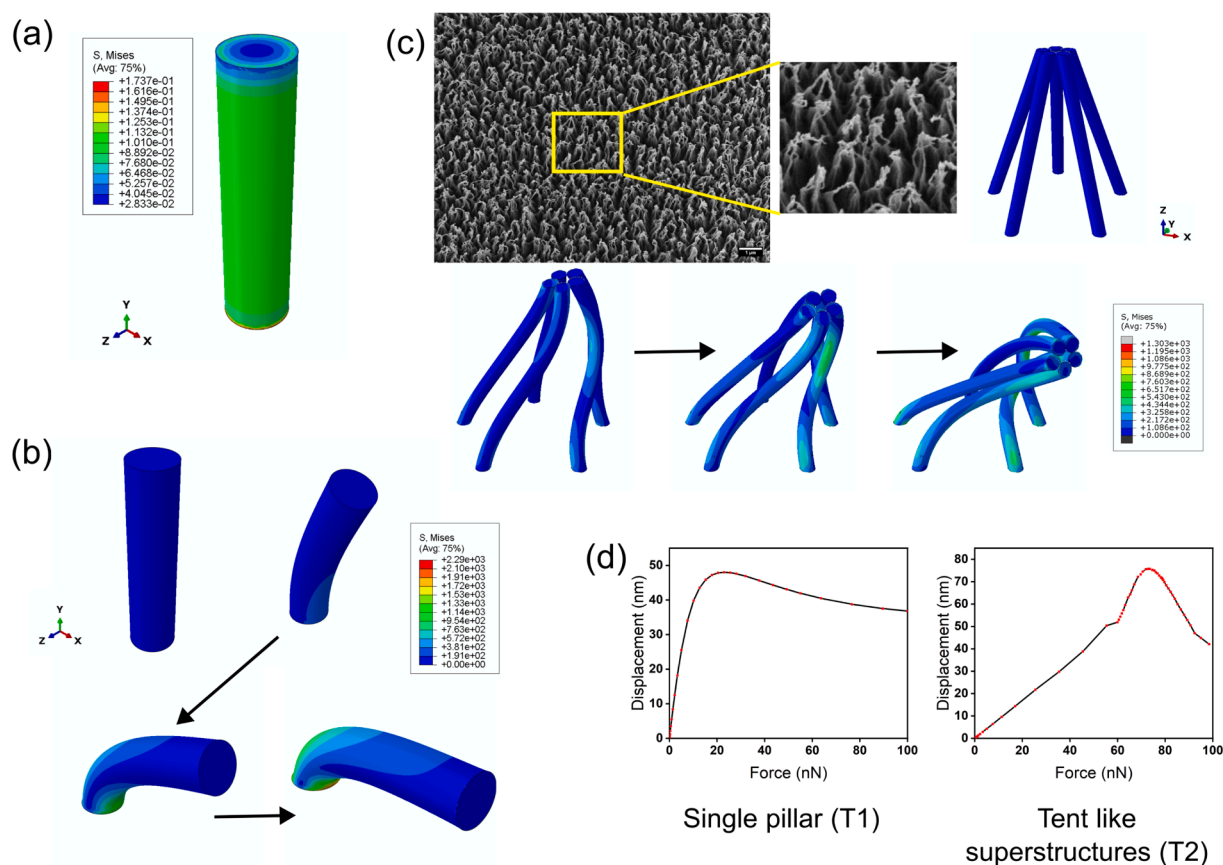 (a)
S, Mises
(Avg: 75%)
+1.737e-01
+1.616e-01
+1.495e-01
+1.374e-01
+1.253e-01
+1.132e-01
+1.010e-01
+8.892e-02
+7.680e-02
+6.468e-02
+5.257e-02
+4.045e-02
+2.833e-02
Y
Z
X
(c)
1 µm
Z
Y
X
S, Mises
(Avg: 75%)
+1.303e+03
+1.195e+03
+1.086e+03
+9.775e+02
+8.689e+02
+7.603e+02
+6.517e+02
+5.430e+02
+4.344e+02
+3.258e+02
+2.172e+02
+1.086e+02
+0.000e+00
(b)
Y
Z
X
S, Mises
(Avg: 75%)
+2.29e+03
+2.10e+03
+1.91e+03
+1.72e+03
+1.53e+03
+1.33e+03
+1.14e+03
+9.54e+02
+7.63e+02
+5.72e+02
+3.81e+02
+1.91e+02
+0.00e+00
(d)
Displacement (nm)
50
40
30
20
10
0
0 20 40 60 80 100
Force (nN)
Single pillar (T1)
Displacement (nm)
80
70
60
50
40
30
20
10
0
0 20 40 60 80 100
Force (nN)
Tent like
superstructures (T2)